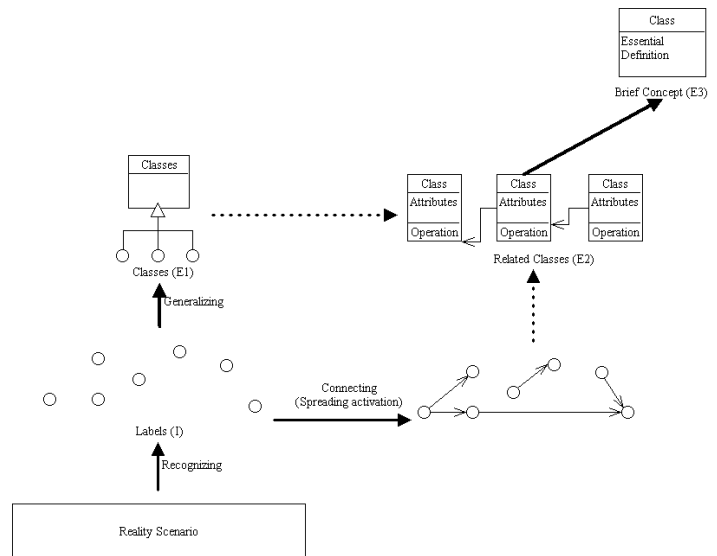 Class
Essential
Definition
Brief Concept (E3)
Classes
Class
Attributes
Operation
Class
Attributes
Operation
Class
Attributes
Operation
Classes (E1)
Related Classes (E2)
Generalizing
Connecting
(Spreading activation)
Labels (I)
Recognizing
Reality Scenario